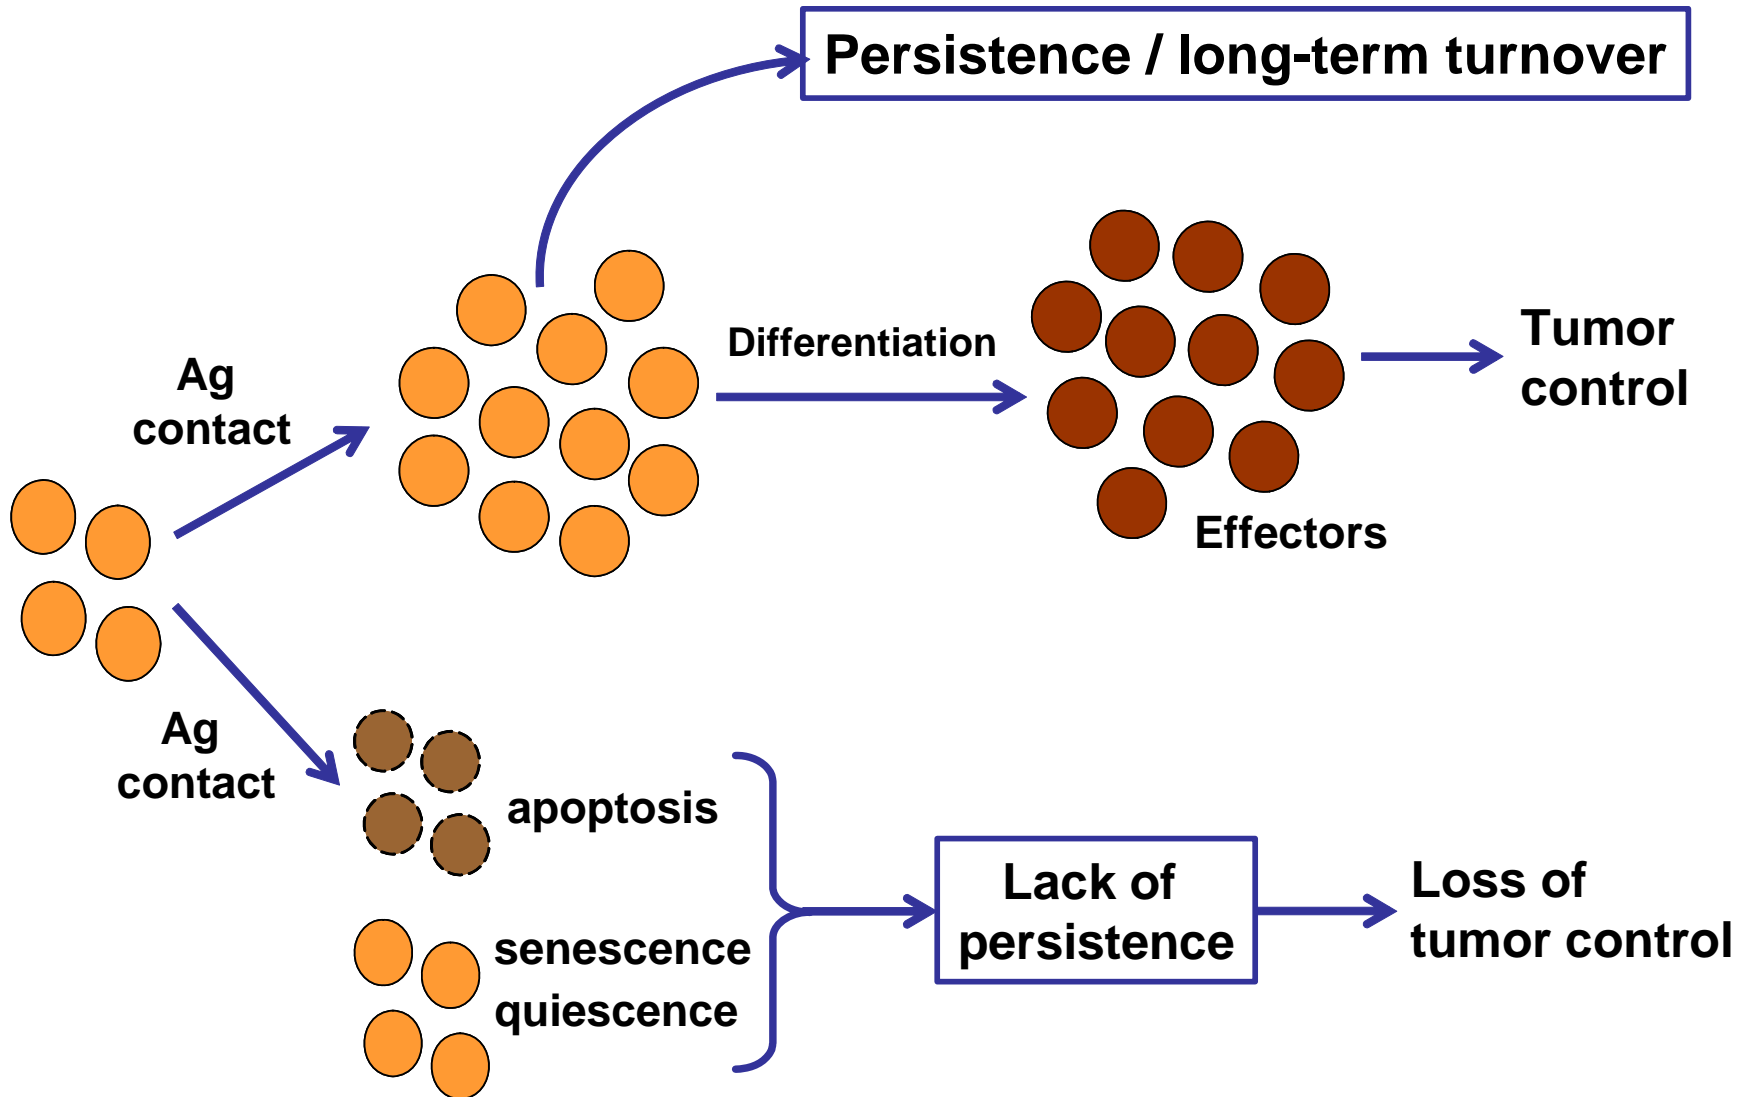 Persistence / long-term turnover
Ag
contact
Differentiation
Tumor
control
Effectors
Ag
contact
apoptosis
senescence
quiescence
Lack of
persistence
Loss of
tumor control